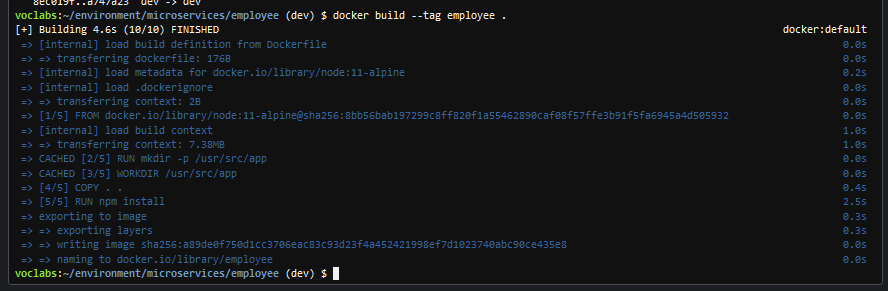 8ec019f..a747a23  dev -> dev
voclabs:~/environment/microservices/employee (dev) $ docker build --tag employee .
[+] Building 4.6s (10/10) FINISHED docker:default
=> [internal] load build definition from Dockerfile 0.0s
=> => transferring dockerfile: 176B 0.0s
=> [internal] load metadata for docker.io/library/node:11-alpine 0.2s
=> [internal] load .dockerignore 0.0s
=> => transferring context: 2B 0.0s
=> [1/5] FROM docker.io/library/node:11-alpine@sha256:8bb56bab197299c8ff820f1a55462890caf08f57ffe3b91f5fa6945a4d505932 0.0s
=> [internal] load build context 1.0s
=> => transferring context: 7.38MB 1.0s
=> CACHED [2/5] RUN mkdir -p /usr/src/app 0.0s
=> CACHED [3/5] WORKDIR /usr/src/app 0.0s
=> [4/5] COPY . . 0.4s
=> [5/5] RUN npm install 2.5s
=> exporting to image 0.3s
=> => exporting layers 0.3s
=> => writing image sha256:a89de0f750d1cc3706eac83c93d23f4a452421998ef7d1023740abc90ce435e8 0.0s
=> => naming to docker.io/library/employee 0.0s
voclabs:~/environment/microservices/employee (dev) $